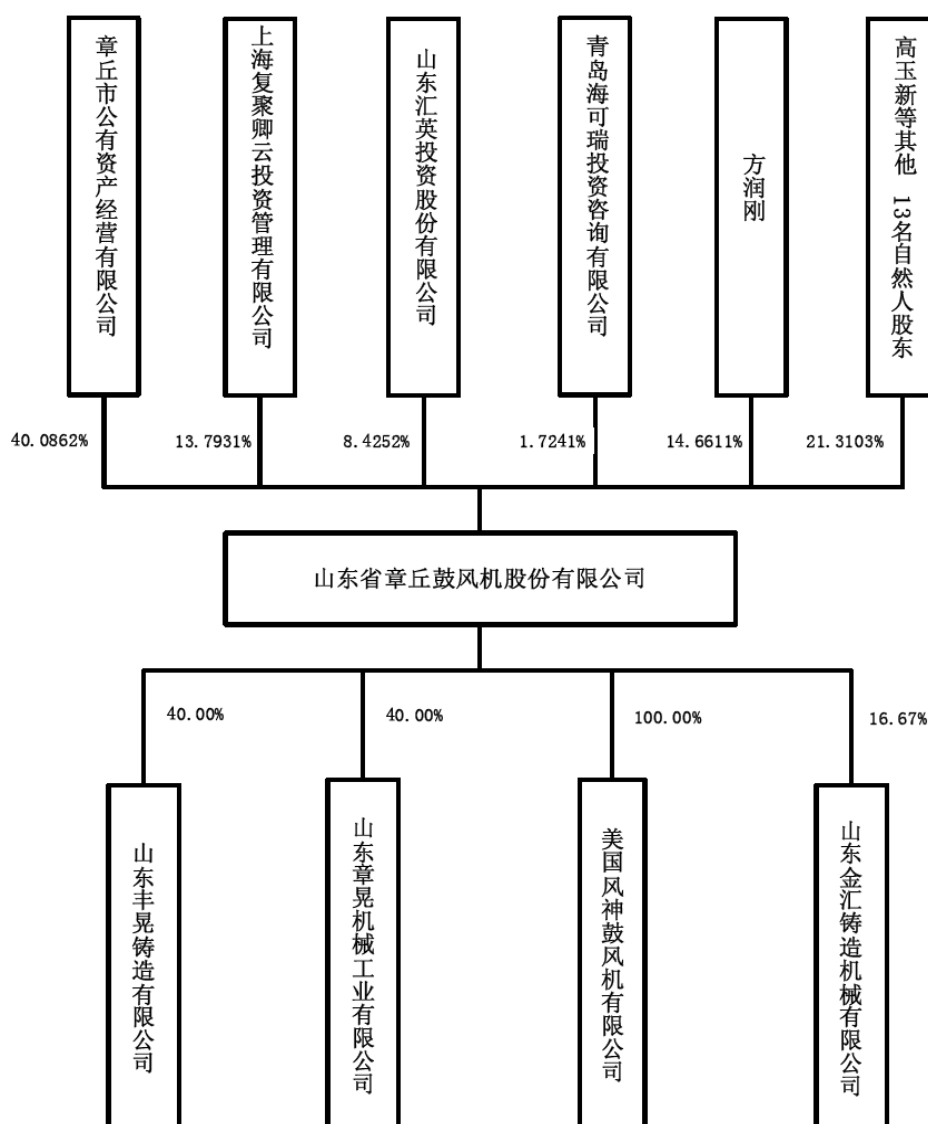 章丘市公有资产经营有限公司
上海复聚卿云投资管理有限公司
山东汇英投资股份有限公司
青岛海可瑞投资咨询有限公司
方润刚
高玉新等其他 13名自然人股东
40.0862%
13.7931%
8.4252%
1.7241%
14.6611%
21.3103%
山东省章丘鼓风机股份有限公司
40.00%
40.00%
100.00%
16.67%
山东丰晃铸造有限公司
山东章晃机械工业有限公司
美国风神鼓风机有限公司
山东金汇铸造机械有限公司